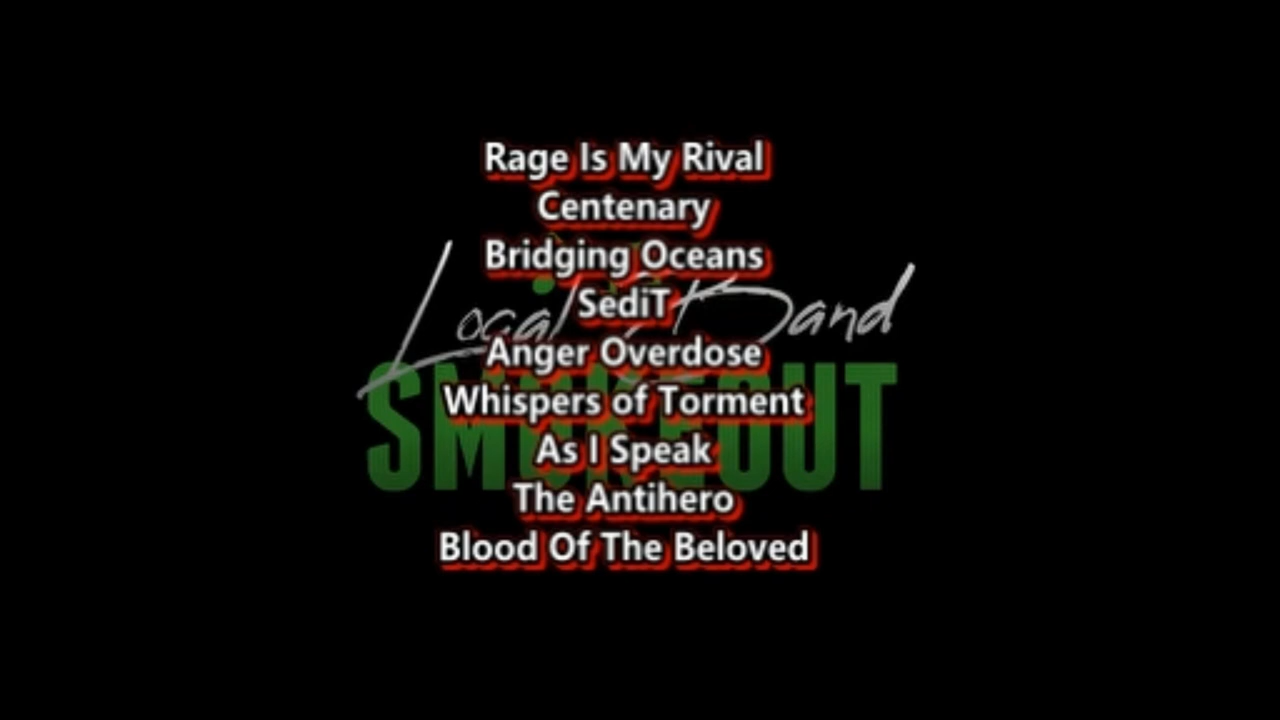 Rage Is My Rival
Centenary
Bridging Oceans
SediT
Anger Overdose
Whispers of Torment
As I Speak
The Antihero
Blood Of The Beloved
Local Band
SMOKEOUT